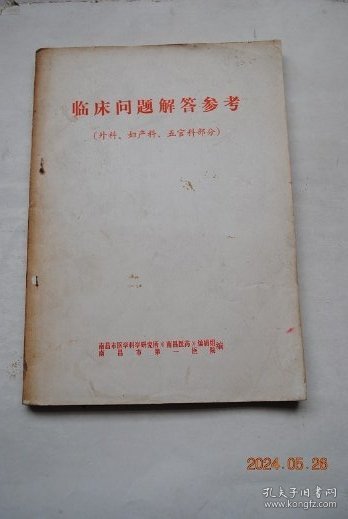 临床问题解答参考
(外科、妇产科、五官科部分)
南昌市医学科学研究所《南昌医药》编辑组
南昌市第一医院
编
2024.05.26
孔夫子旧书网